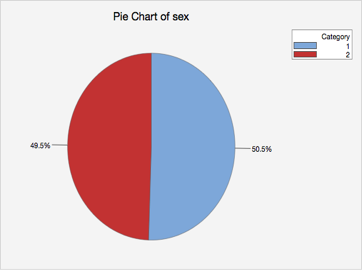 Pie Chart of sex
Category
1
2
49.5%
50.5%